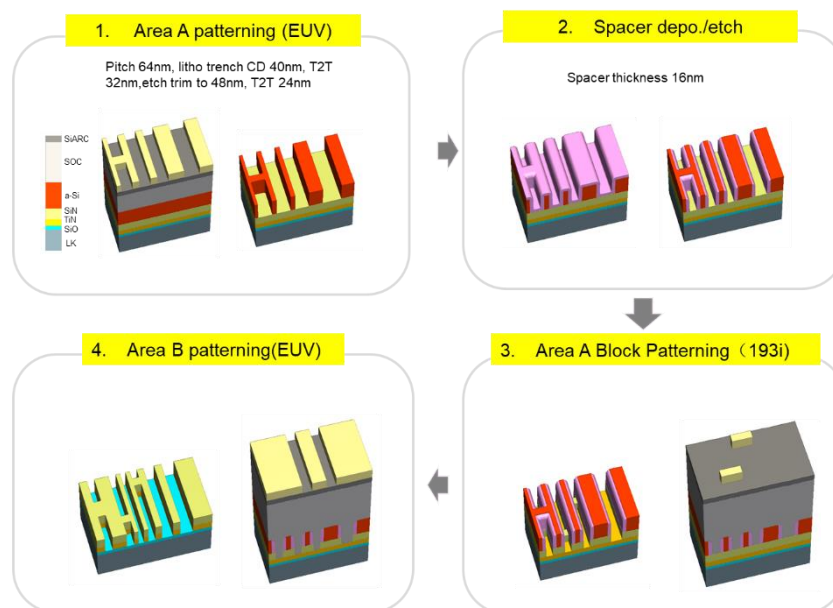 1. Area A patterning (EUV)
Pitch 64nm, litho trench CD 40nm, T2T
32nm,etch trim to 48nm, T2T 24nm
SiARC
SOC
a-Si
SiN
TiN
SiO
LK
2. Spacer depo./etch
Spacer thickness 16nm
3. Area A Block Patterning（193i)
4. Area B patterning(EUV)